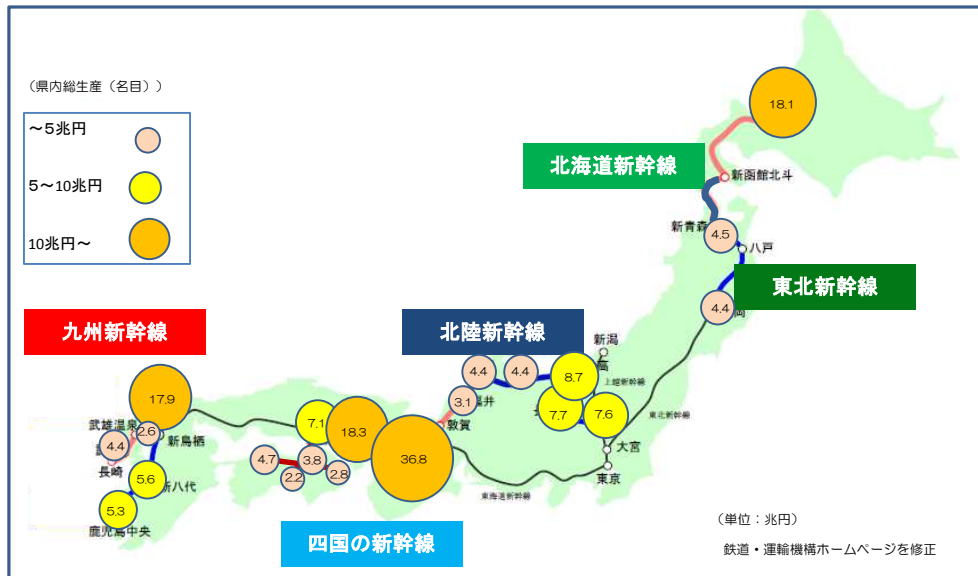 （県内総生産（名目））
～5兆円
5～10兆円
10兆円～
18.1
北海道新幹線
新函館北斗
新青森
4.5
八戸
東北新幹線
4.4
岡
九州新幹線
北陸新幹線
新潟
高
4.4
4.4
8.7
上越新幹線
3.1
福井
7.7
7.6
東北新幹線
17.9
武雄温泉
2.6
新鳥栖
4.4
長崎
7.1
18.3
36.8
敦賀
大宮
東京
東海道新幹線
4.7
3.8
2.2
2.8
5.6
新八代
5.3
鹿児島中央
四国の新幹線
（単位：兆円）
鉄道・運輸機構ホームページを修正